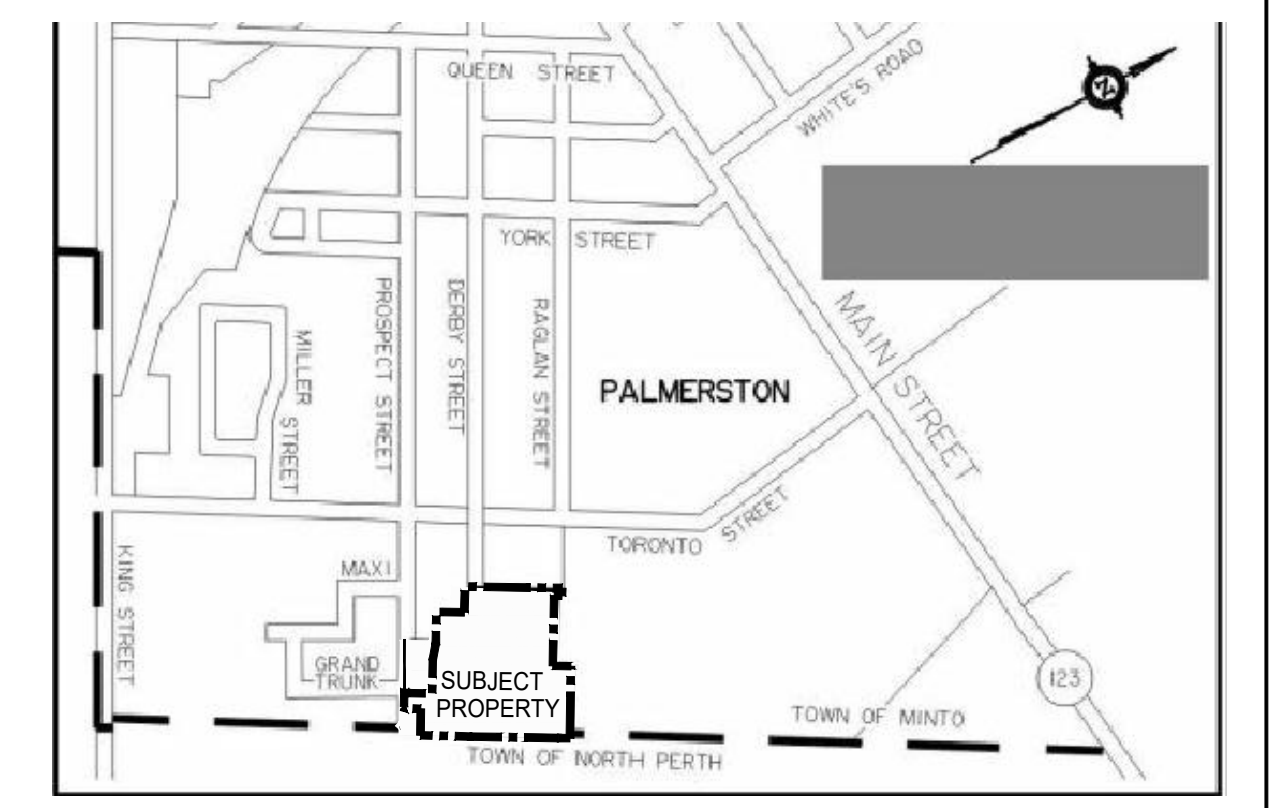 QUEEN STREET
WHITE'S ROAD
N
YORK STREET
PROSPECT STREET
DERBY STREET
RAGLAN STREET
MILLER STREET
MAIN STREET
PALMERSTON
TORONTO STREET
KING STREET
MAXI
GRAND
TRUNK
SUBJECT
PROPERTY
123
TOWN OF MINTO
TOWN OF NORTH PERTH